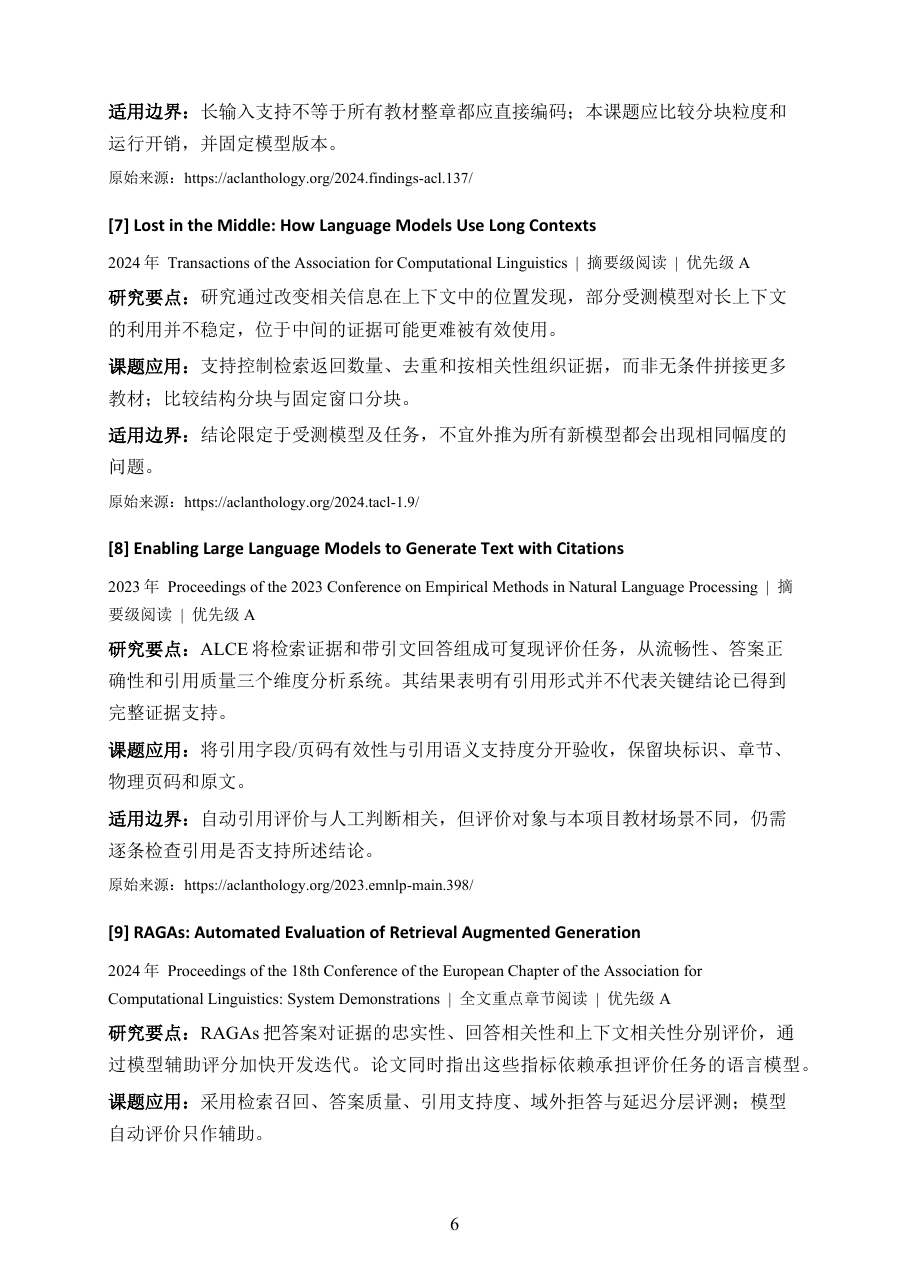 适用边界：长输入支持不等于所有教材整章都应直接编码；本课题应比较分块粒度和
运行开销，并固定模型版本。
原始来源：https://aclanthology.org/2024.findings-acl.137/
[7] Lost in the Middle: How Language Models Use Long Contexts
2024 年 Transactions of the Association for Computational Linguistics | 摘要级阅读 | 优先级 A
研究要点：研究通过改变相关信息在上下文中的位置发现，部分受测模型对长上下文
的利用并不稳定，位于中间的证据可能更难被有效使用。
课题应用：支持控制检索返回数量、去重和按相关性组织证据，而非无条件拼接更多
教材；比较结构分块与固定窗口分块。
适用边界：结论限定于受测模型及任务，不宜外推为所有新模型都会出现相同幅度的
问题。
原始来源：https://aclanthology.org/2024.tacl-1.9/
[8] Enabling Large Language Models to Generate Text with Citations
2023 年 Proceedings of the 2023 Conference on Empirical Methods in Natural Language Processing | 摘
要级阅读 | 优先级 A
研究要点：ALCE 将检索证据和带引文回答组成可复现评价任务，从流畅性、答案正
确性和引用质量三个维度分析系统。其结果表明有引用形式并不代表关键结论已得到
完整证据支持。
课题应用：将引用字段/页码有效性与引用语义支持度分开验收，保留块标识、章节、
物理页码和原文。
适用边界：自动引用评价与人工判断相关，但评价对象与本项目教材场景不同，仍需
逐条检查引用是否支持所述结论。
原始来源：https://aclanthology.org/2023.emnlp-main.398/
[9] RAGAs: Automated Evaluation of Retrieval Augmented Generation
2024 年 Proceedings of the 18th Conference of the European Chapter of the Association for
Computational Linguistics: System Demonstrations | 全文重点章节阅读 | 优先级 A
研究要点：RAGAs 把答案对证据的忠实性、回答相关性和上下文相关性分别评价，通
过模型辅助评分加快开发迭代。论文同时指出这些指标依赖承担评价任务的语言模型。
课题应用：采用检索召回、答案质量、引用支持度、域外拒答与延迟分层评测；模型
自动评价只作辅助。
6